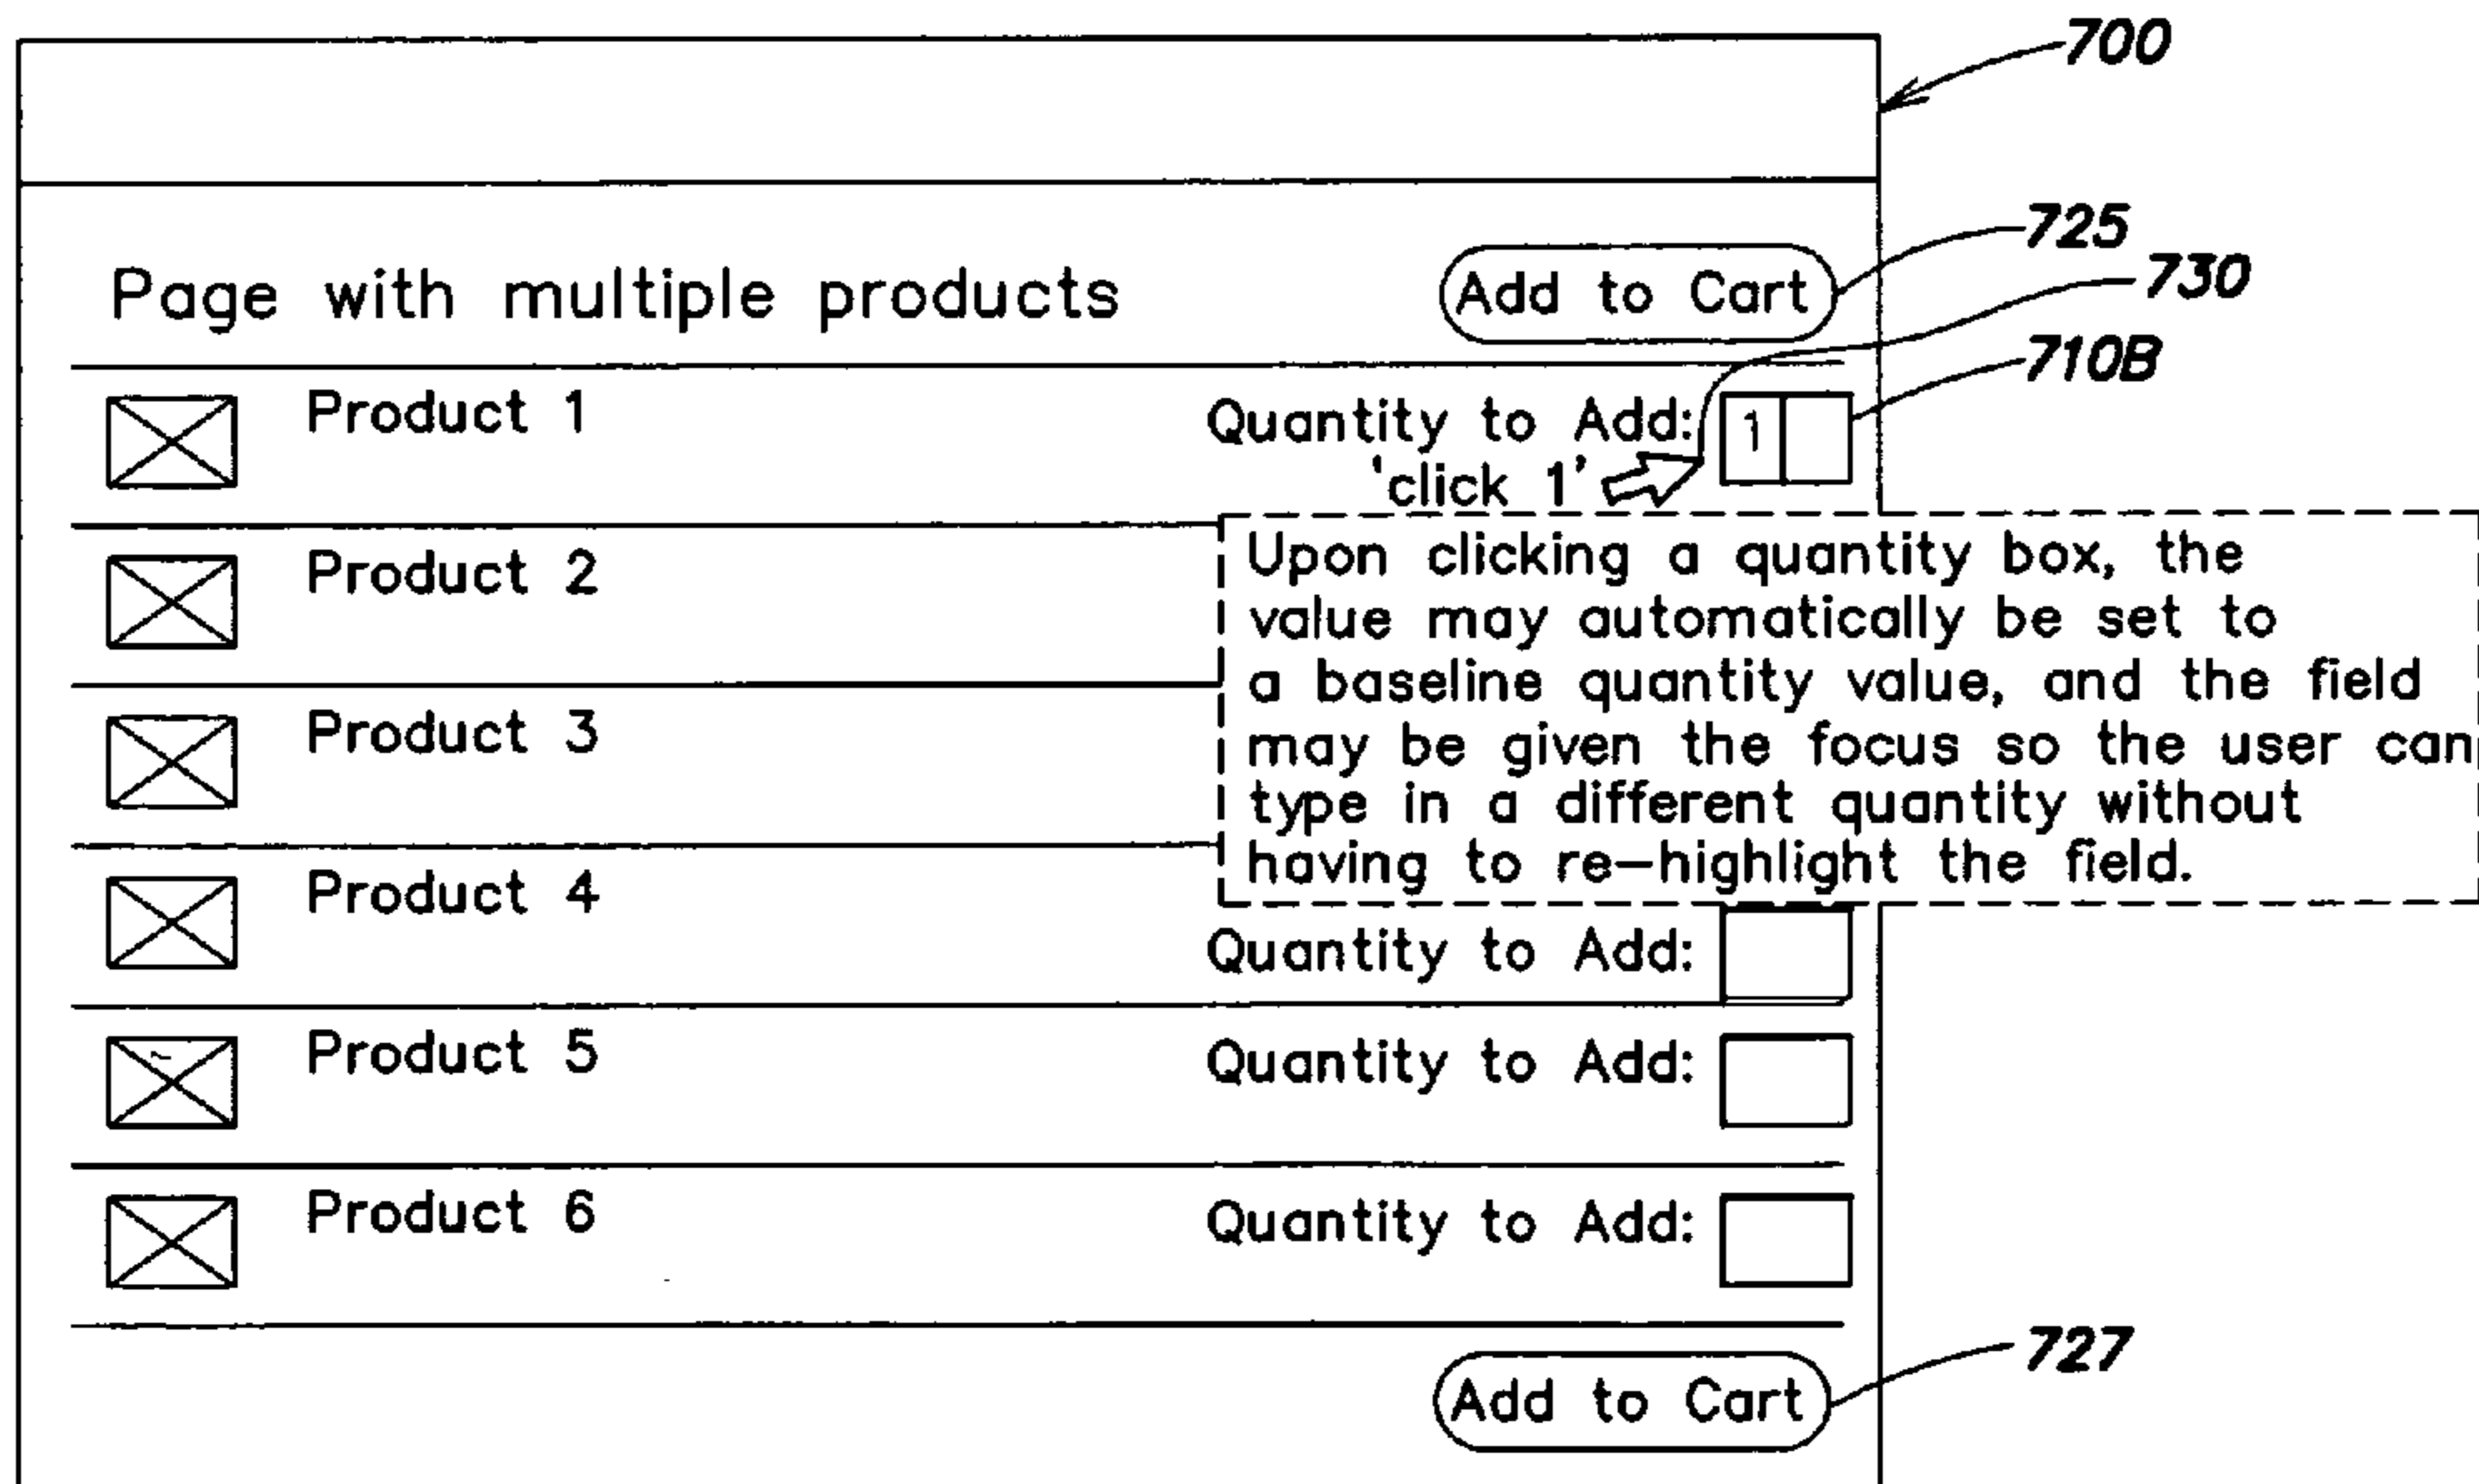 700
725
Page with multiple products Add to Cart
730
710B
Product 1 Quantity to Add: 1
'click 1'
Product 2
Upon clicking a quantity box, the
value may automatically be set to
a baseline quantity value, and the field
may be given the focus so the user can
type in a different quantity without
having to re-highlight the field.
Product 3
Product 4
Quantity to Add:
Product 5 Quantity to Add:
Product 6 Quantity to Add:
727
Add to Cart